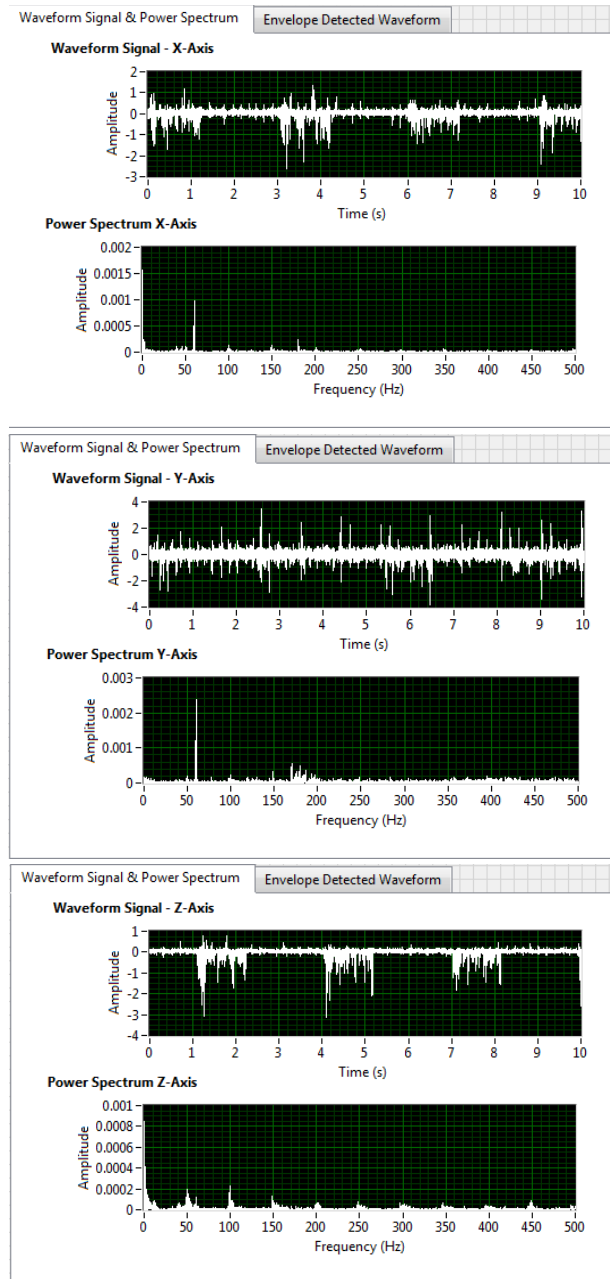 Waveform Signal & Power Spectrum Envelope Detected Waveform
Waveform Signal - X-Axis
Amplitude
2
1
0
-1
-2
-3
0 1 2 3 4 5 6 7 8 9 10
Time (s)
Power Spectrum X-Axis
Amplitude
0.002
0.0015
0.001
0.0005
0
0 50 100 150 200 250 300 350 400 450 500
Frequency (Hz)
Waveform Signal & Power Spectrum Envelope Detected Waveform
Waveform Signal - Y-Axis
Amplitude
4
2
0
-2
-4
0 1 2 3 4 5 6 7 8 9 10
Time (s)
Power Spectrum Y-Axis
Amplitude
0.003
0.002
0.001
0
0 50 100 150 200 250 300 350 400 450 500
Frequency (Hz)
Waveform Signal & Power Spectrum Envelope Detected Waveform
Waveform Signal - Z-Axis
Amplitude
1
0
-1
-2
-3
-4
0 1 2 3 4 5 6 7 8 9 10
Time (s)
Power Spectrum Z-Axis
Amplitude
0.001
0.0008
0.0006
0.0004
0.0002
0
0 50 100 150 200 250 300 350 400 450 500
Frequency (Hz)